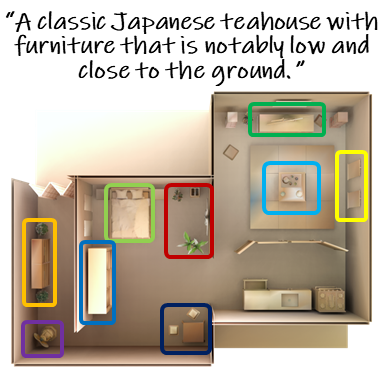 "A classic Japanese teahouse with
furniture that is notably low and
close to the ground."